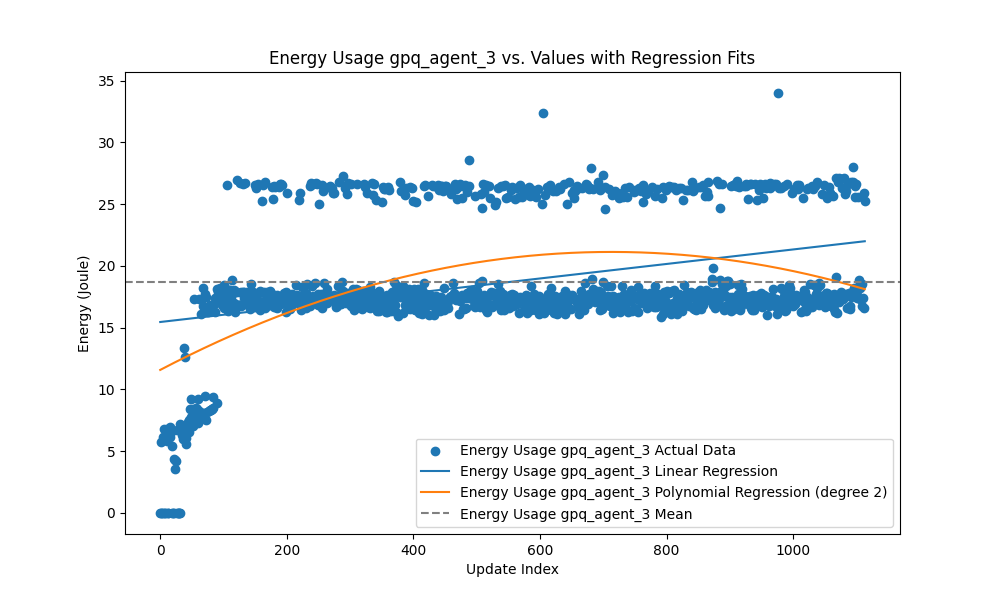 Energy Usage gpq_agent_3 vs. Values with Regression Fits
35
30
25
20
15
10
5
0
Energy (Joule)
Energy Usage gpq_agent_3 Actual Data
Energy Usage gpq_agent_3 Linear Regression
Energy Usage gpq_agent_3 Polynomial Regression (degree 2)
Energy Usage gpq_agent_3 Mean
0 200 400 600 800 1000
Update Index